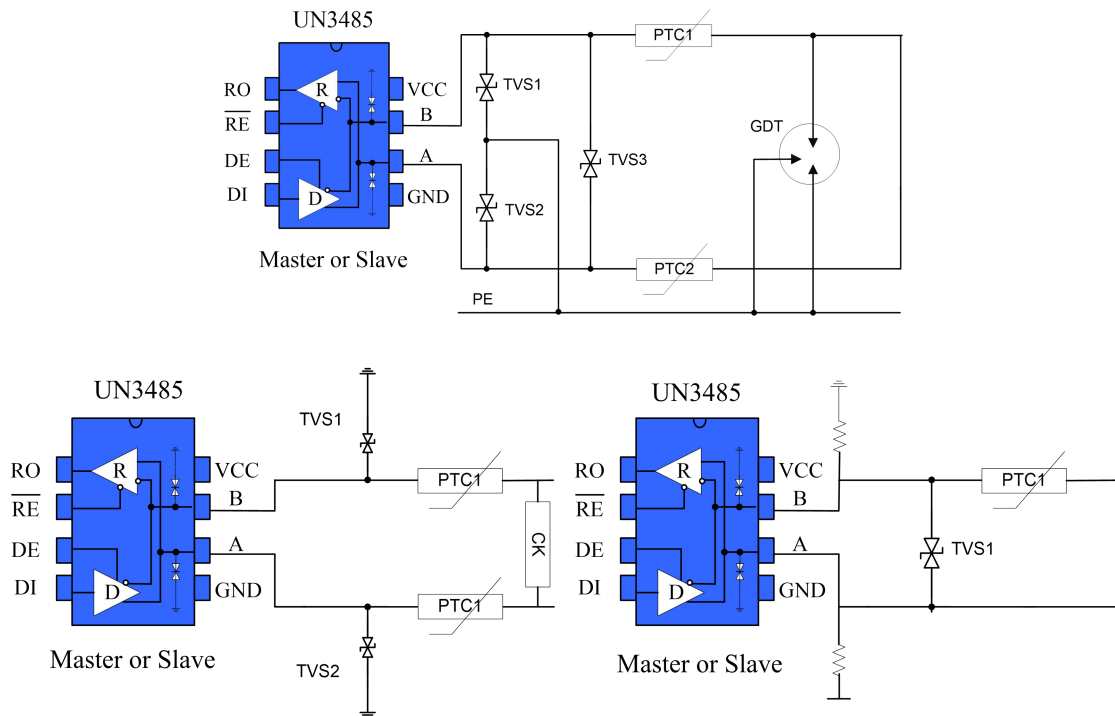 UN3485
RO
R
VCC
RE
B
DE
A
DI
D
GND
Master or Slave
TVS1
TVS2
TVS3
PTC1
PTC2
GDT
PE
UN3485
RO
R
VCC
RE
B
DE
A
DI
D
GND
Master or Slave
TVS1
PTC1
CK
PTC1
TVS2
UN3485
RO
R
VCC
RE
B
DE
A
DI
D
GND
Master or Slave
PTC1
TVS1